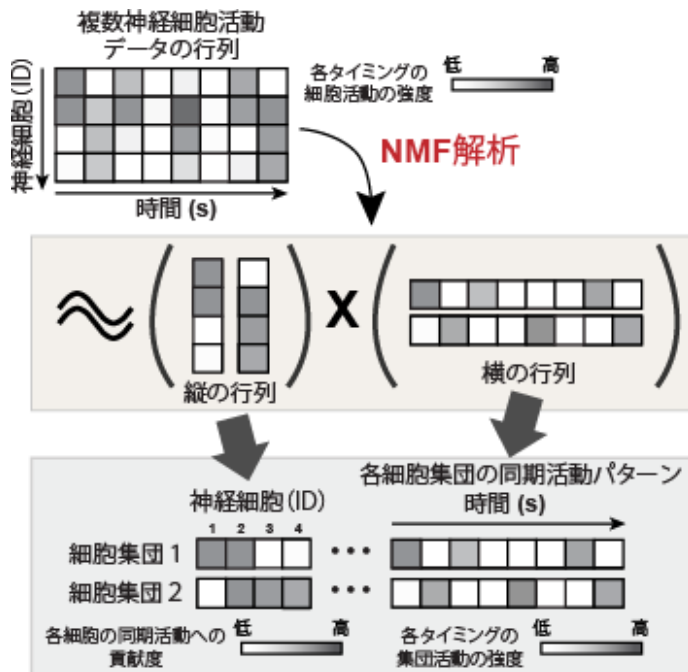 複数神経細胞活動
データの行列
各タイミングの
細胞活動の強度
低 高
神経細胞(ID)
時間 (s)
NMF解析
X
縦の行列
横の行列
各細胞集団の同期活動パターン
神経細胞(ID)
時間 (s)
1 2 3 4
細胞集団 1
細胞集団 2
各細胞の同期活動への
貢献度
低 高
各タイミングの
集団活動の強度
低 高